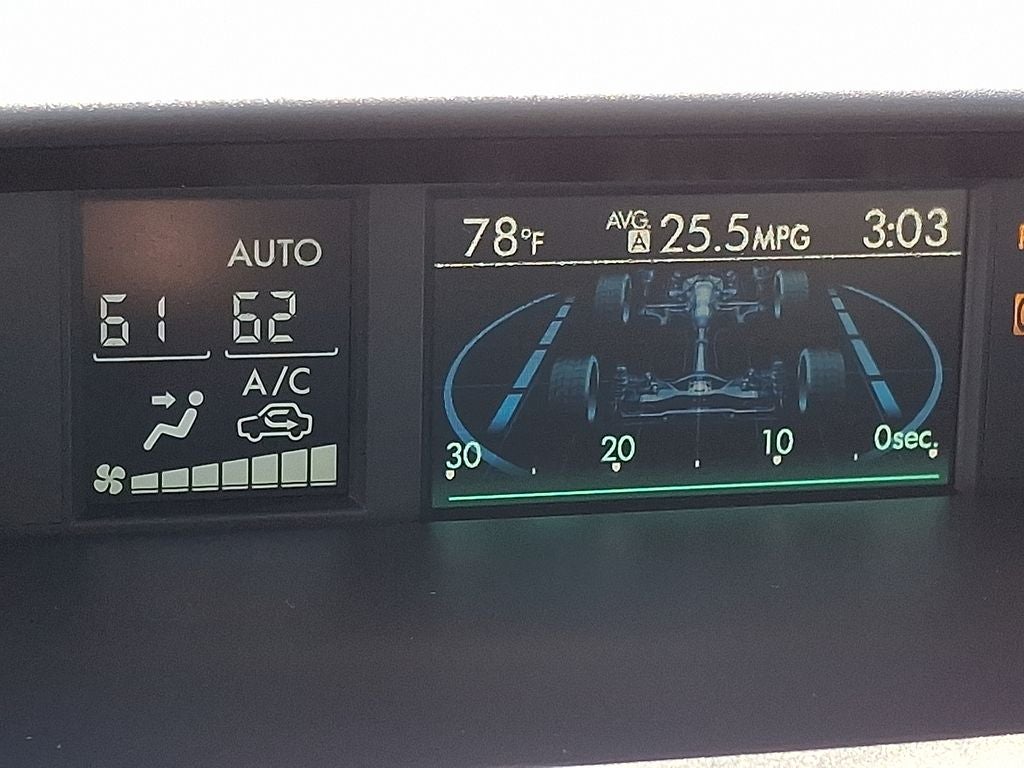 AUTO
61 62
A/C
78°F AVG. A 25.5MPG 3:03
30 20 10 0sec.